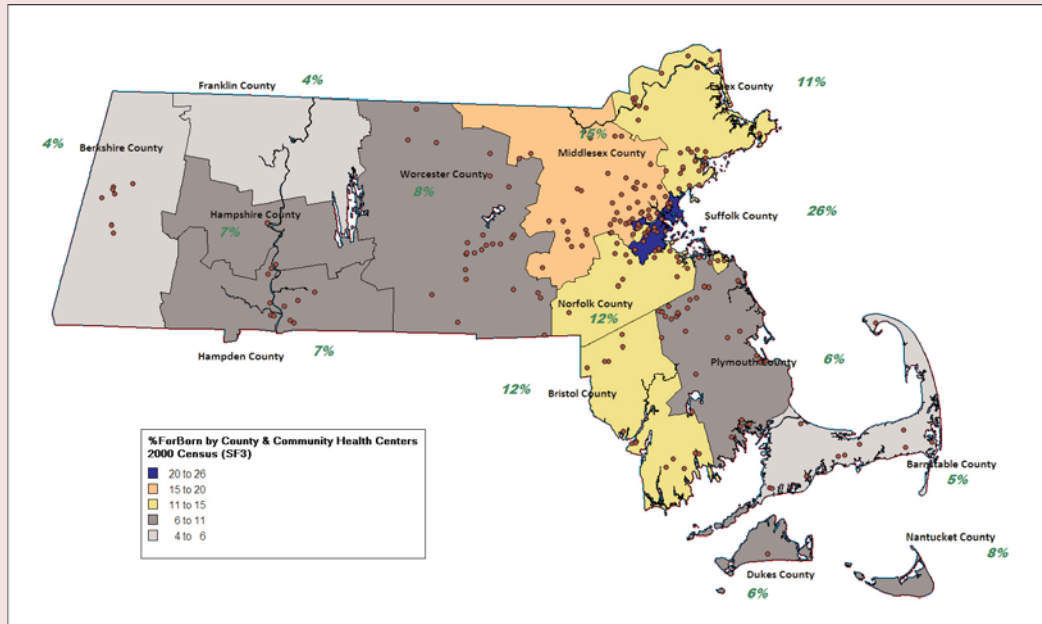 Franklin County
4%
Essex County
11%
4%
Berkshire County
15%
Middlesex County
Worcester County
8%
Hampshire County
7%
Suffolk County
26%
Norfolk County
12%
Hampden County
7%
Plymouth County
6%
12%
Bristol County
%ForBorn by County & Community Health Centers
2000 Census (SF3)
20 to 26
15 to 20
11 to 15
6 to 11
4 to 6
Barnstable County
5%
Nantucket County
8%
Dukes County
6%